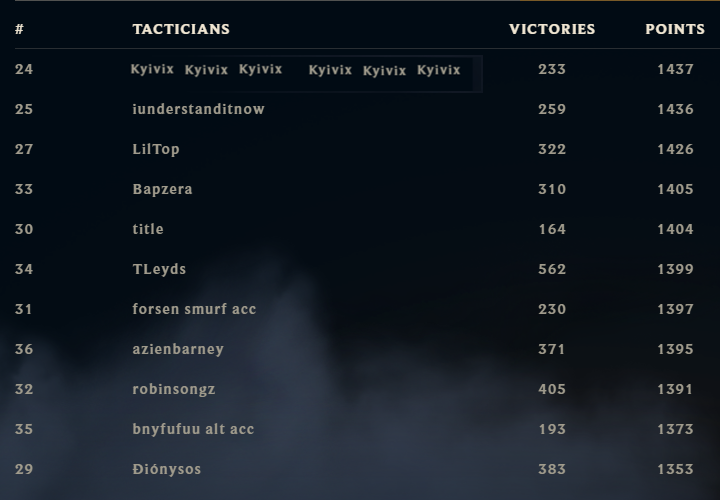 # TACTICIANS VICTORIES POINTS
24 Kyivix Kyivix Kyivix Kyivix Kyivix Kyivix 233 1437
25 iunderstanditnow 259 1436
27 LilTop 322 1426
33 Bapzera 310 1405
30 title 164 1404
34 TLeyds 562 1399
31 forsen smurf acc 230 1397
36 azienbarney 371 1395
32 robinsongz 405 1391
35 bnyfufuu alt acc 193 1373
29 Ðiónysos 383 1353